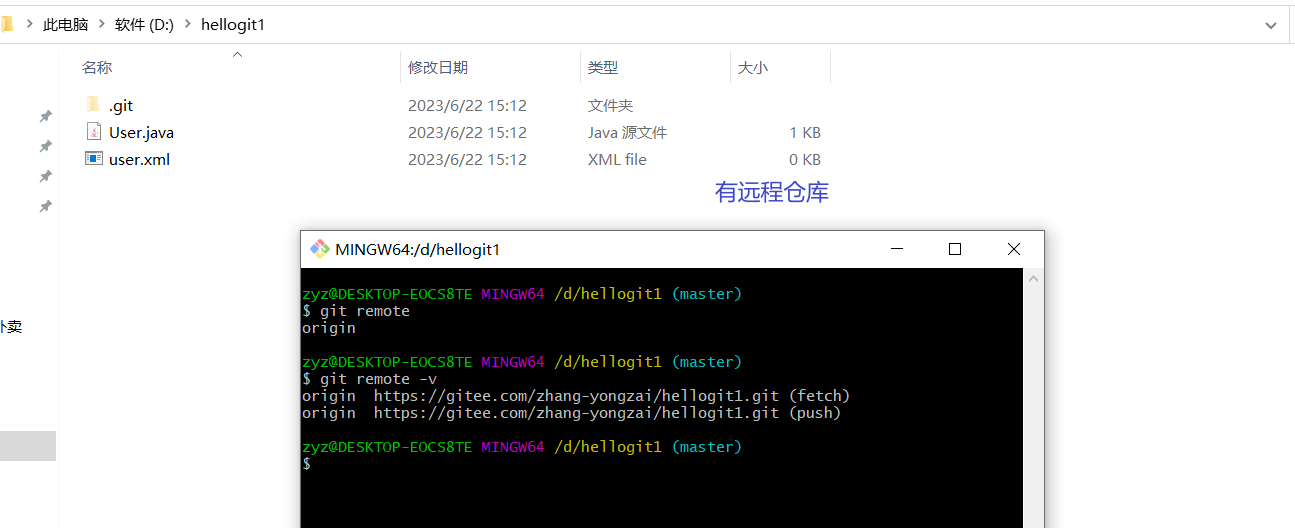 此电脑 > 软件 (D:) > hellogit1
名称 修改日期 类型 大小
.git 2023/6/22 15:12 文件夹
User.java 2023/6/22 15:12 Java 源文件 1 KB
user.xml 2023/6/22 15:12 XML file 0 KB
有远程仓库
MINGW64:/d/hellogit1
zyz@DESKTOP-EOCS8TE MINGW64 /d/hellogit1 (master)
$ git remote
origin
外卖
zyz@DESKTOP-EOCS8TE MINGW64 /d/hellogit1 (master)
$ git remote -v
origin https://gitee.com/zhang-yongzai/hellogit1.git (fetch)
origin https://gitee.com/zhang-yongzai/hellogit1.git (push)
zyz@DESKTOP-EOCS8TE MINGW64 /d/hellogit1 (master)
$